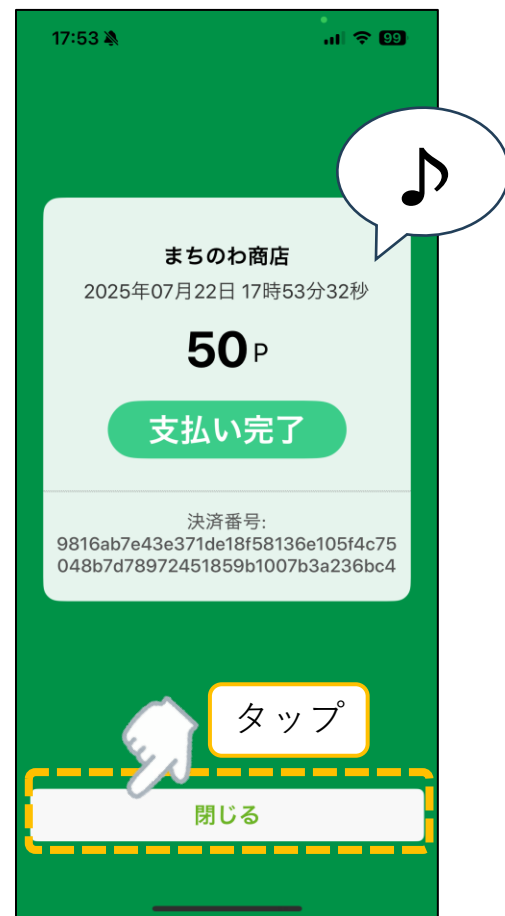 17:53
99
♪
まちのわ商店
2025年07月22日 17時53分32秒
50 P
支払い完了
決済番号:
9816ab7e43e371de18f58136e105f4c75
048b7d78972451859b1007b3a236bc4
タップ
閉じる